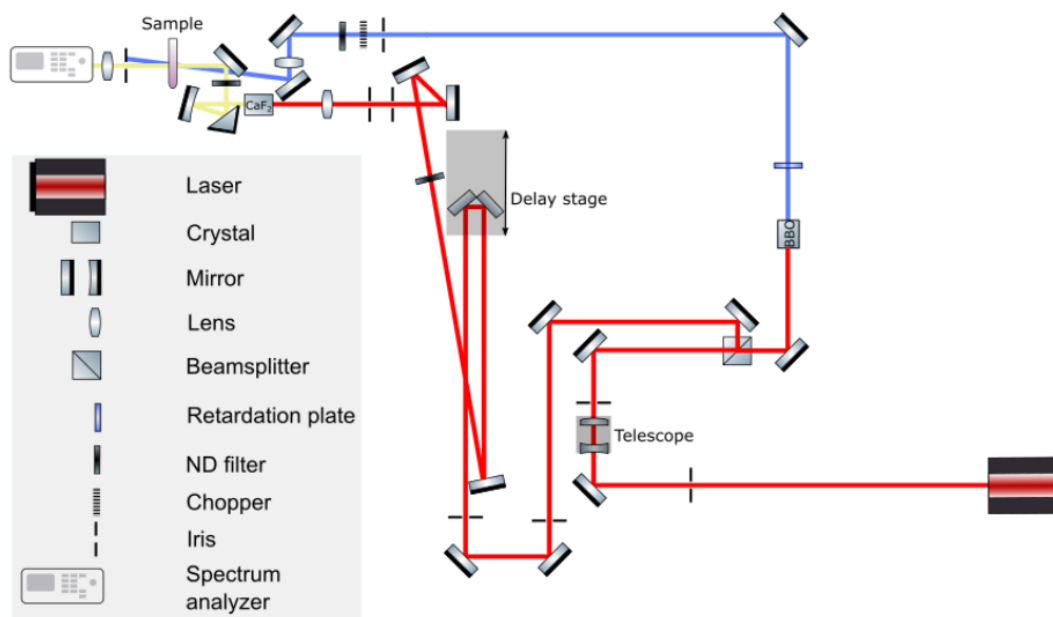 Sample
CaF₂
Delay stage
BBO
Telescope
Laser
Crystal
Mirror
Lens
Beamsplitter
Retardation plate
ND filter
Chopper
Iris
Spectrum
analyzer